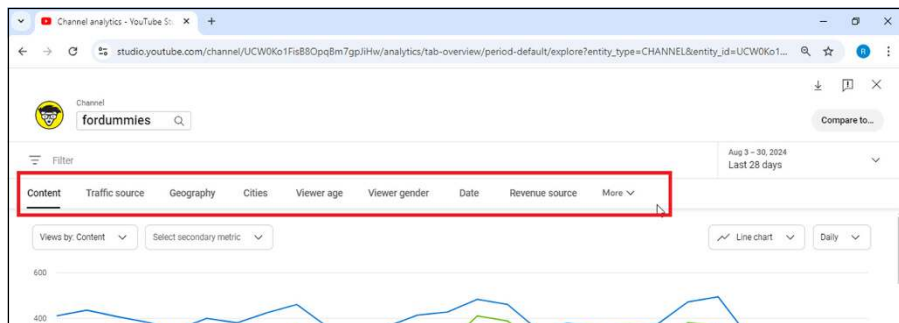 Channel analytics - YouTube St
studio.youtube.com/channel/UCW0Ko1FisB8OpqBm7gpJiHw/analytics/tab-overview/period-default/explore?entity_type=CHANNEL&entity_id=UCW0Ko1...
R
Channel
fordummies
Compare to...
Filter
Aug 3 – 30, 2024
Last 28 days
Content Traffic source Geography Cities Viewer age Viewer gender Date Revenue source More
Views by: Content Select secondary metric Line chart Daily
600
400